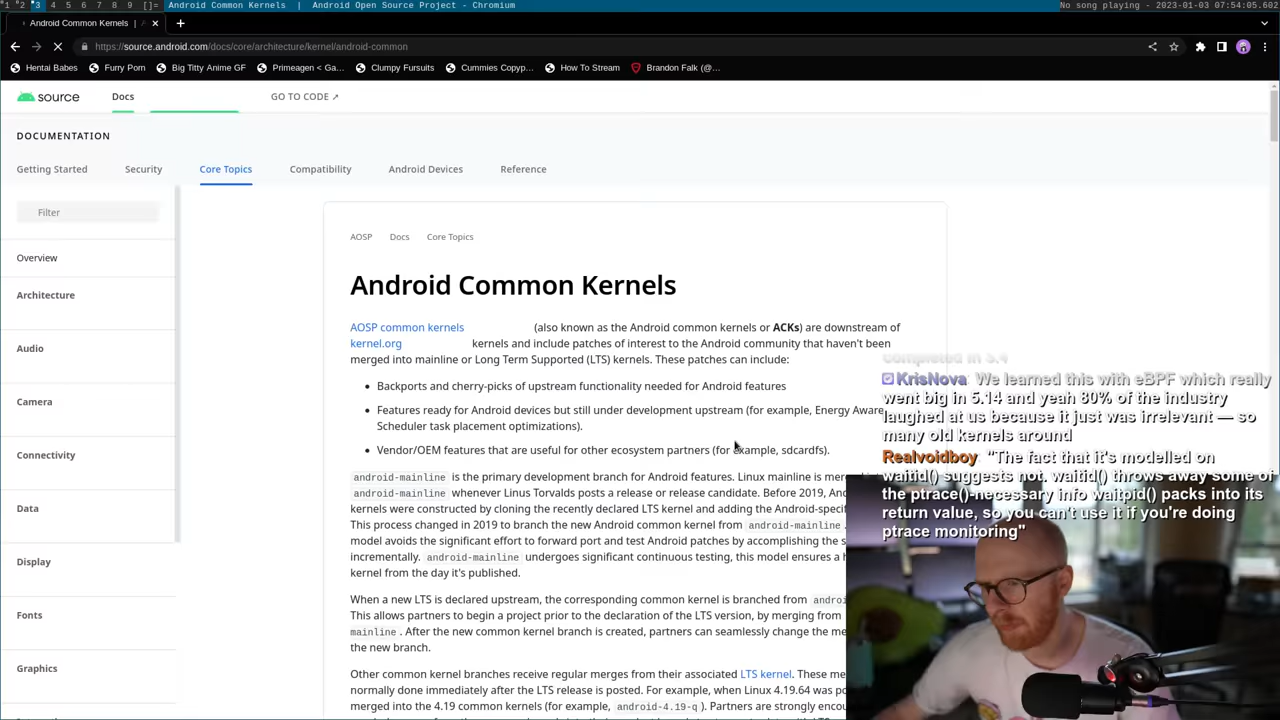 1 2 3 4 5 6 7 8 9 []= Android Common Kernels | Android Open Source Project - Chromium No song playing - 2023-01-03 07:54:05.602
Android Common Kernels |
https://source.android.com/docs/core/architecture/kernel/android-common
Hentai Babes Furry Porn Big Titty Anime GF Primeagen < Ga… Clumpy Fursuits Cummies Copyp… How To Stream Brandon Falk (@…
source Docs GO TO CODE ↗
DOCUMENTATION
Getting Started Security Core Topics Compatibility Android Devices Reference
Filter
Overview
Architecture
Audio
Camera
Connectivity
Data
Display
Fonts
Graphics
AOSP Docs Core Topics
Android Common Kernels
AOSP common kernels (also known as the Android common kernels or ACKs) are downstream of
kernel.org kernels and include patches of interest to the Android community that haven't been
merged into mainline or Long Term Supported (LTS) kernels. These patches can include:
• Backports and cherry-picks of upstream functionality needed for Android features
• Features ready for Android devices but still under development upstream (for example, Energy Aware
Scheduler task placement optimizations).
• Vendor/OEM features that are useful for other ecosystem partners (for example, sdcardfs).
android-mainline is the primary development branch for Android features. Linux mainline is
android-mainline whenever Linus Torvalds posts a release or release candidate. Before 2019,
kernels were constructed by cloning the recently declared LTS kernel and adding the
This process changed in 2019 to branch the new Android common kernel from android-mainline
model avoids the significant effort to forward port and test Android patches by accomplishing the
incrementally. android-mainline undergoes significant continuous testing, this model ensures a
kernel from the day it's published.
When a new LTS is declared upstream, the corresponding common kernel is branched from
This allows partners to begin a project prior to the declaration of the LTS version, by merging from
mainline . After the new common kernel branch is created, partners can seamlessly change the
the new branch.
Other common kernel branches receive regular merges from their associated LTS kernel. These
normally done immediately after the LTS release is posted. For example, when Linux 4.19.64 was
merged into the 4.19 common kernels (for example, android-4.19-q ). Partners are strongly
completed in 5.4
KrisNova We learned this with eBPF which really
went big in 5.14 and yeah 80% of the industry
laughed at us because it just was irrelevant — so
many old kernels around
Realvoidboy "The fact that it's modelled on
waitid() suggests not. waitid() throws away some of
the ptrace()-necessary info waitpid() packs into its
return value, so you can't use it if you're doing
ptrace monitoring"